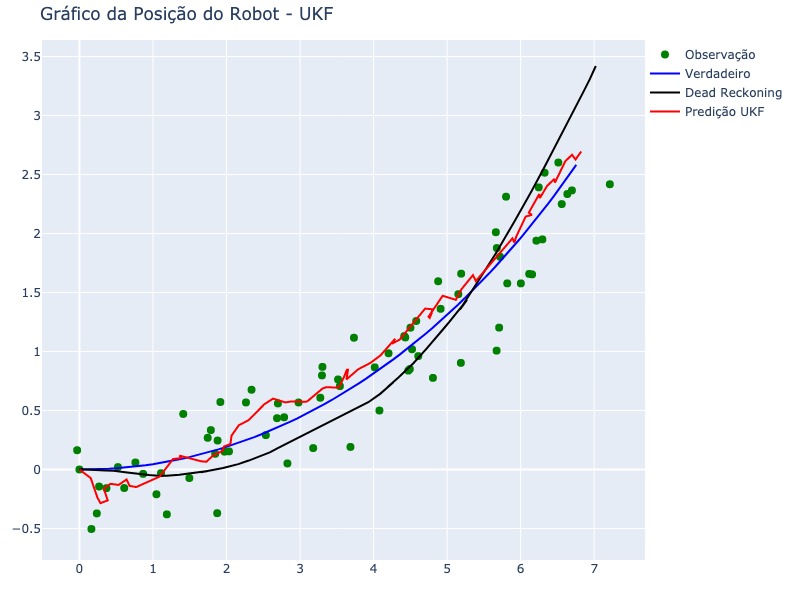 Gráfico da Posição do Robot - UKF
Observação
Verdadeiro
Dead Reckoning
Predição UKF
3.5
3
2.5
2
1.5
1
0.5
0
−0.5
0 1 2 3 4 5 6 7